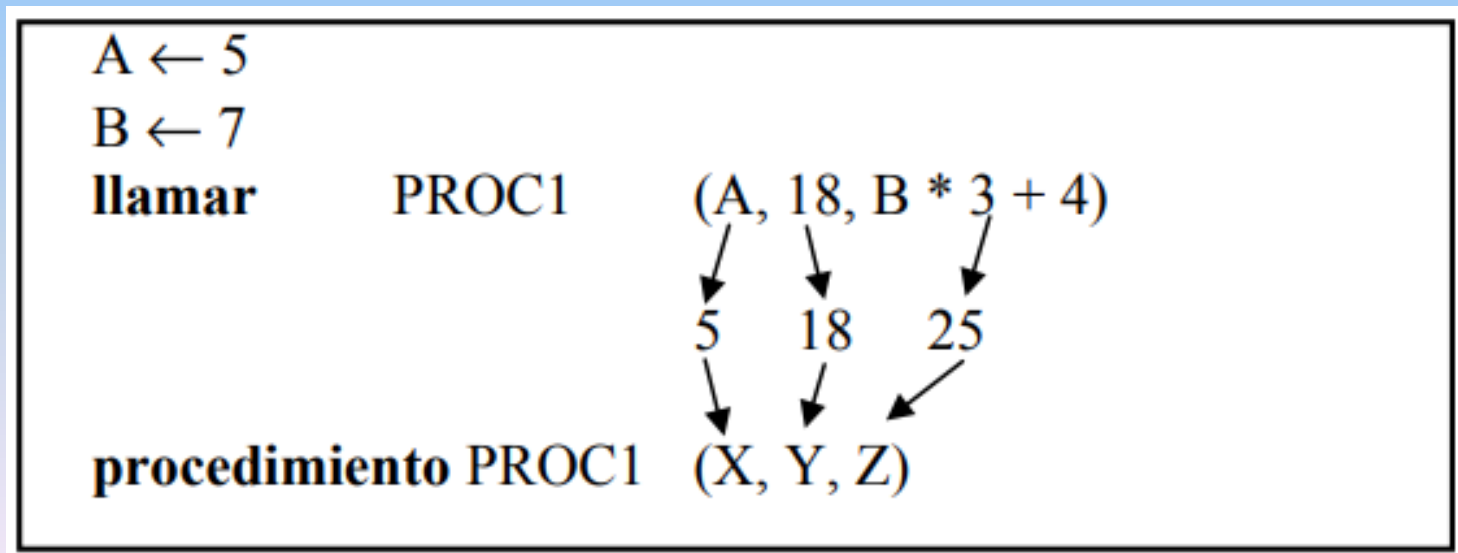 A ← 5
B ← 7
llamar PROC1 (A, 18, B * 3 + 4)
5 18 25
procedimiento PROC1 (X, Y, Z)